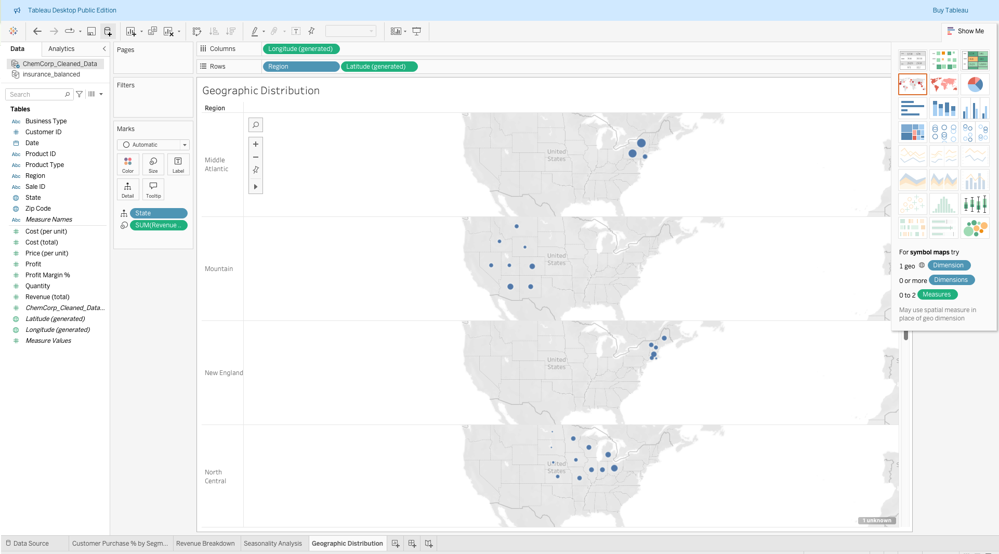 Tableau Desktop Public Edition
Buy Tableau
Show Me
Data
Analytics
ChemCorp_Cleaned_Data
insurance_balanced
Search
Tables
Abc Business Type
Customer ID
Date
Abc Product ID
Abc Product Type
Abc Region
Abc Sale ID
State
Zip Code
Abc Measure Names
Cost (per unit)
Cost (total)
Price (per unit)
Profit
Profit Margin %
Quantity
Revenue (total)
ChemCorp_Cleaned_Data...
Latitude (generated)
Longitude (generated)
Measure Values
Pages
Filters
Marks
Automatic
Color
Size
Label
Detail
Tooltip
State
SUM(Revenue ..
Columns
Longitude (generated)
Rows
Region
Latitude (generated)
Geographic Distribution
Region
Middle
Atlantic
United
States
Mountain
United
States
New England
United
States
North
Central
United
States
1 unknown
For symbol maps try
1 geo Dimension
0 or more Dimensions
0 to 2 Measures
May use spatial measure in
place of geo dimension
Data Source
Customer Purchase % by Segm...
Revenue Breakdown
Seasonality Analysis
Geographic Distribution